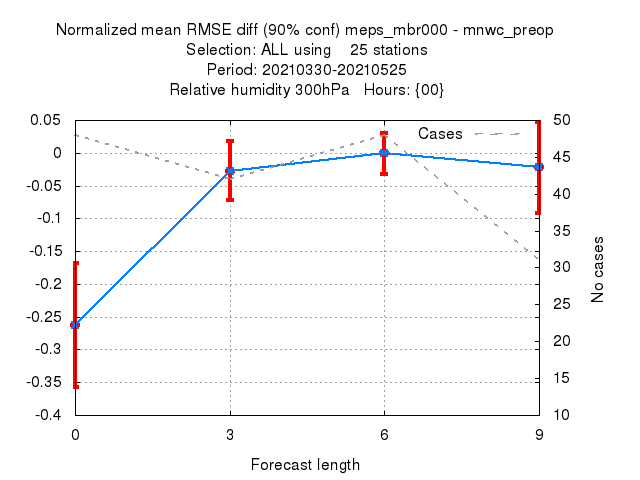 Normalized mean RMSE diff (90% conf) meps_mbr000 - mnwc_preop
Selection: ALL using 25 stations
Period: 20210330-20210525
Relative humidity 300hPa Hours: {00}
0.05
0
-0.05
-0.1
-0.15
-0.2
-0.25
-0.3
-0.35
-0.4
Cases
50
45
40
35
30
25
20
15
10
No cases
0 3 6 9
Forecast length